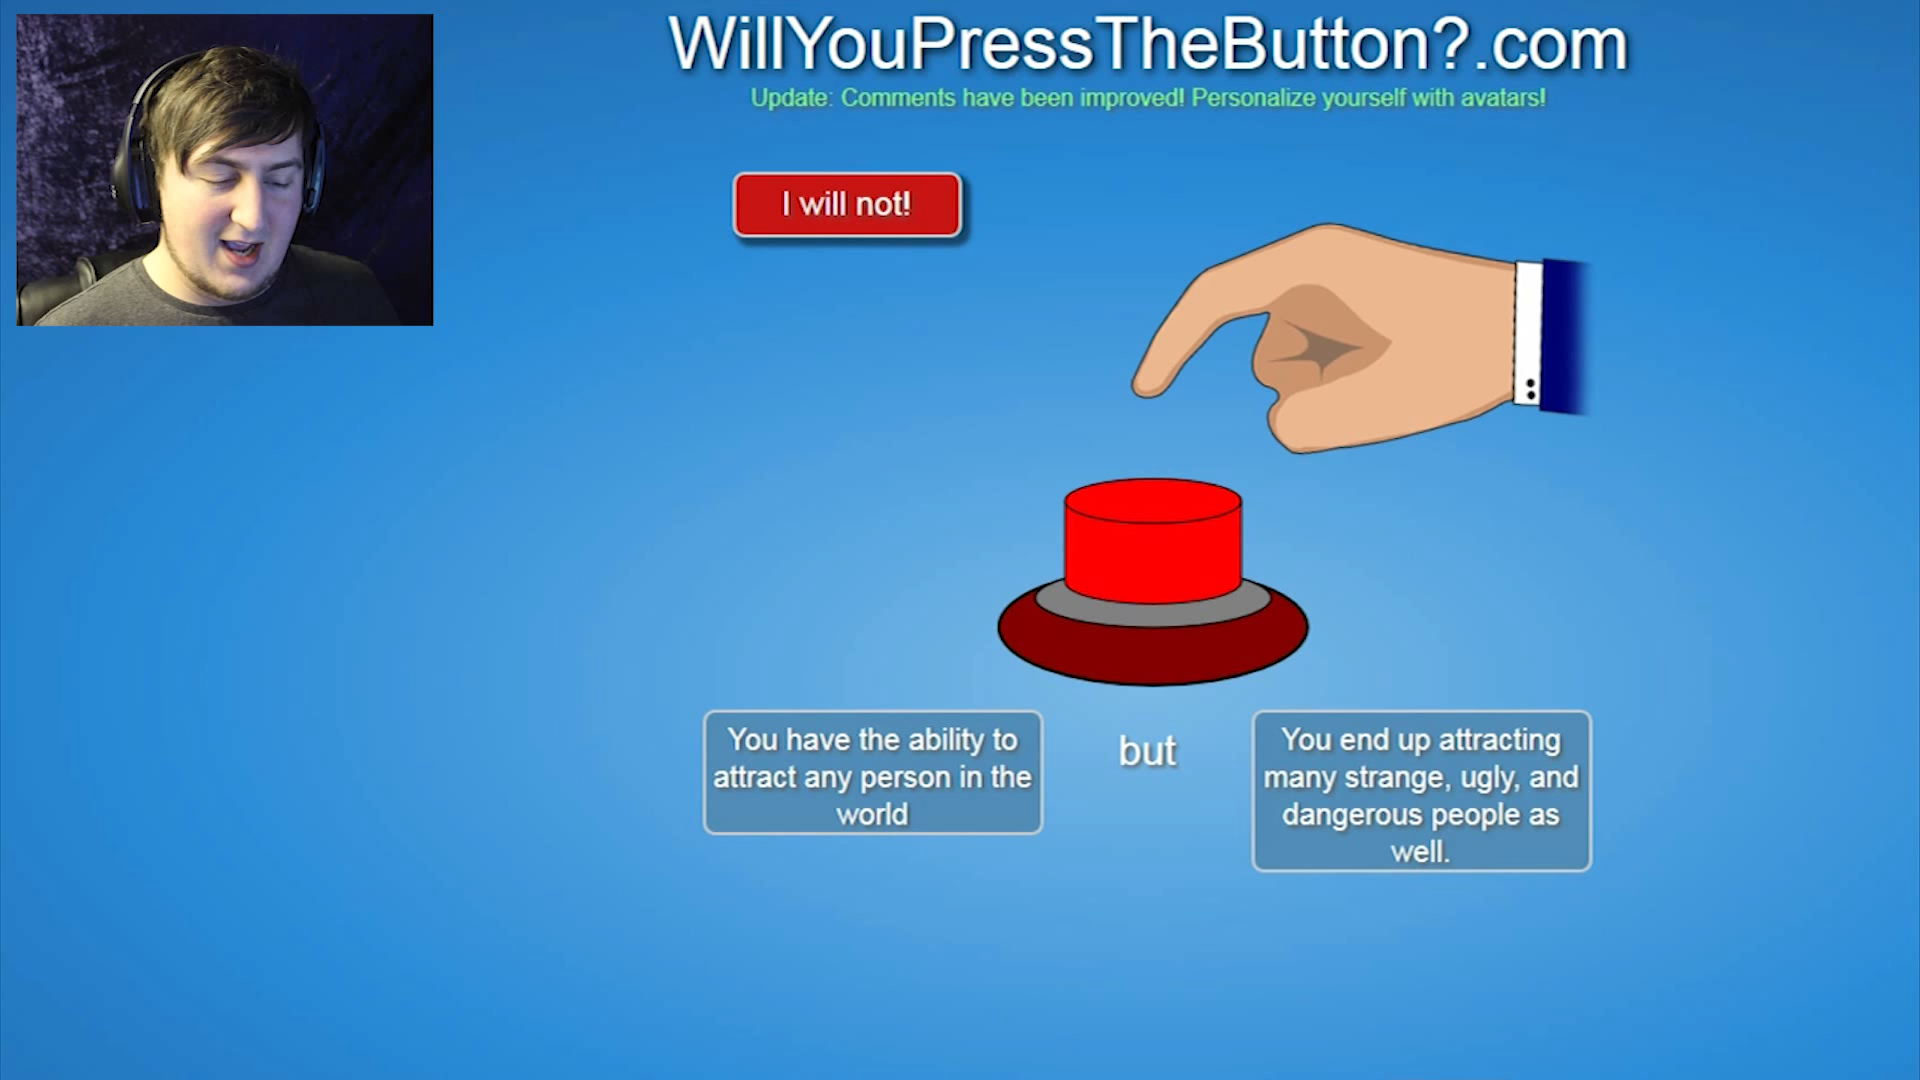 WillYouPressTheButton?.com
Update: Comments have been improved! Personalize yourself with avatars!
I will not!
You have the ability to
attract any person in the
world
but
You end up attracting
many strange, ugly, and
dangerous people as
well.